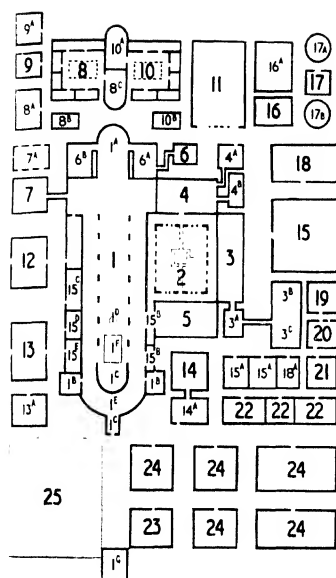 9A 10A 17A
9 8 10 11 16A 17
8A 8C 16 17B
8B 10B
1A
7A 6B 6A 6 4A 18
7 4 4B
15
12 1 2 3
15C 3B 19
15D 1D 15B 5 3A 3C 20
13 15E 1F 15B
1B 1C 1B 14 15A 15A 18A 21
13A 1E 14A 22 22 22
1C
24 24 24
25
23 24 24
1G